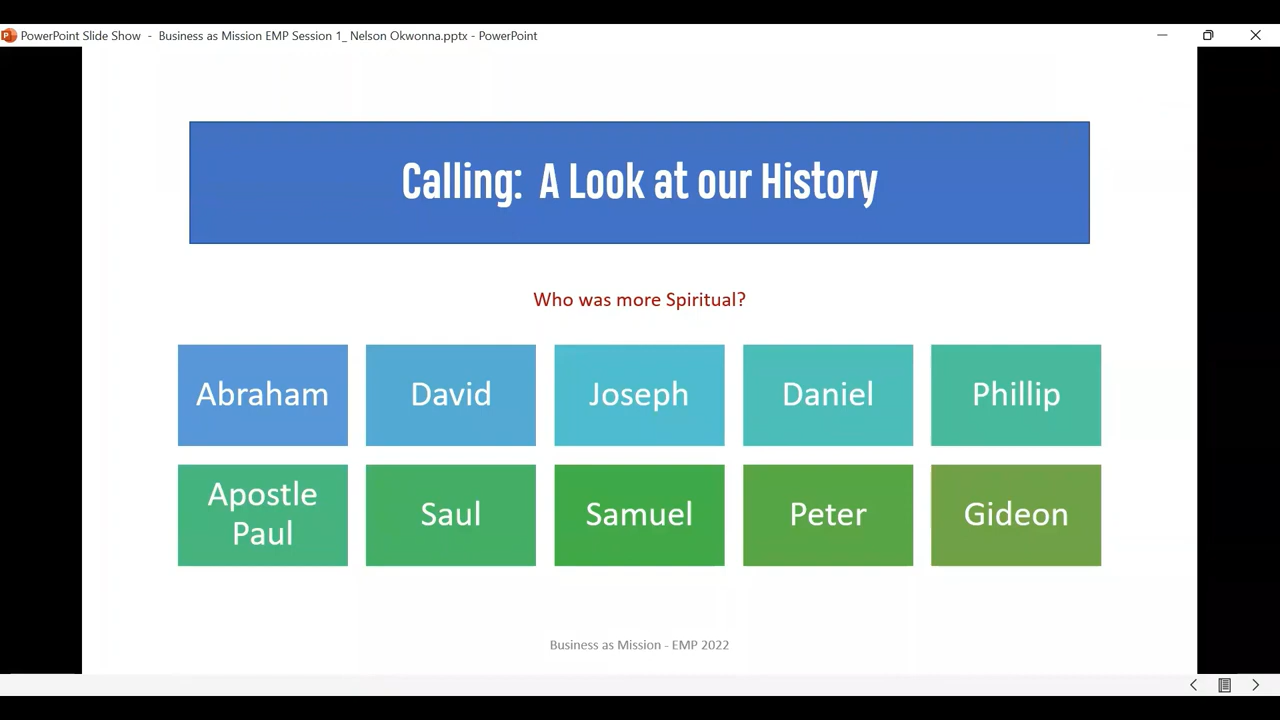 PowerPoint Slide Show - Business as Mission EMP Session 1_ Nelson Okwonna.pptx - PowerPoint
Calling: A Look at our History
Who was more Spiritual?
Abraham
David
Joseph
Daniel
Phillip
Apostle
Paul
Saul
Samuel
Peter
Gideon
Business as Mission - EMP 2022